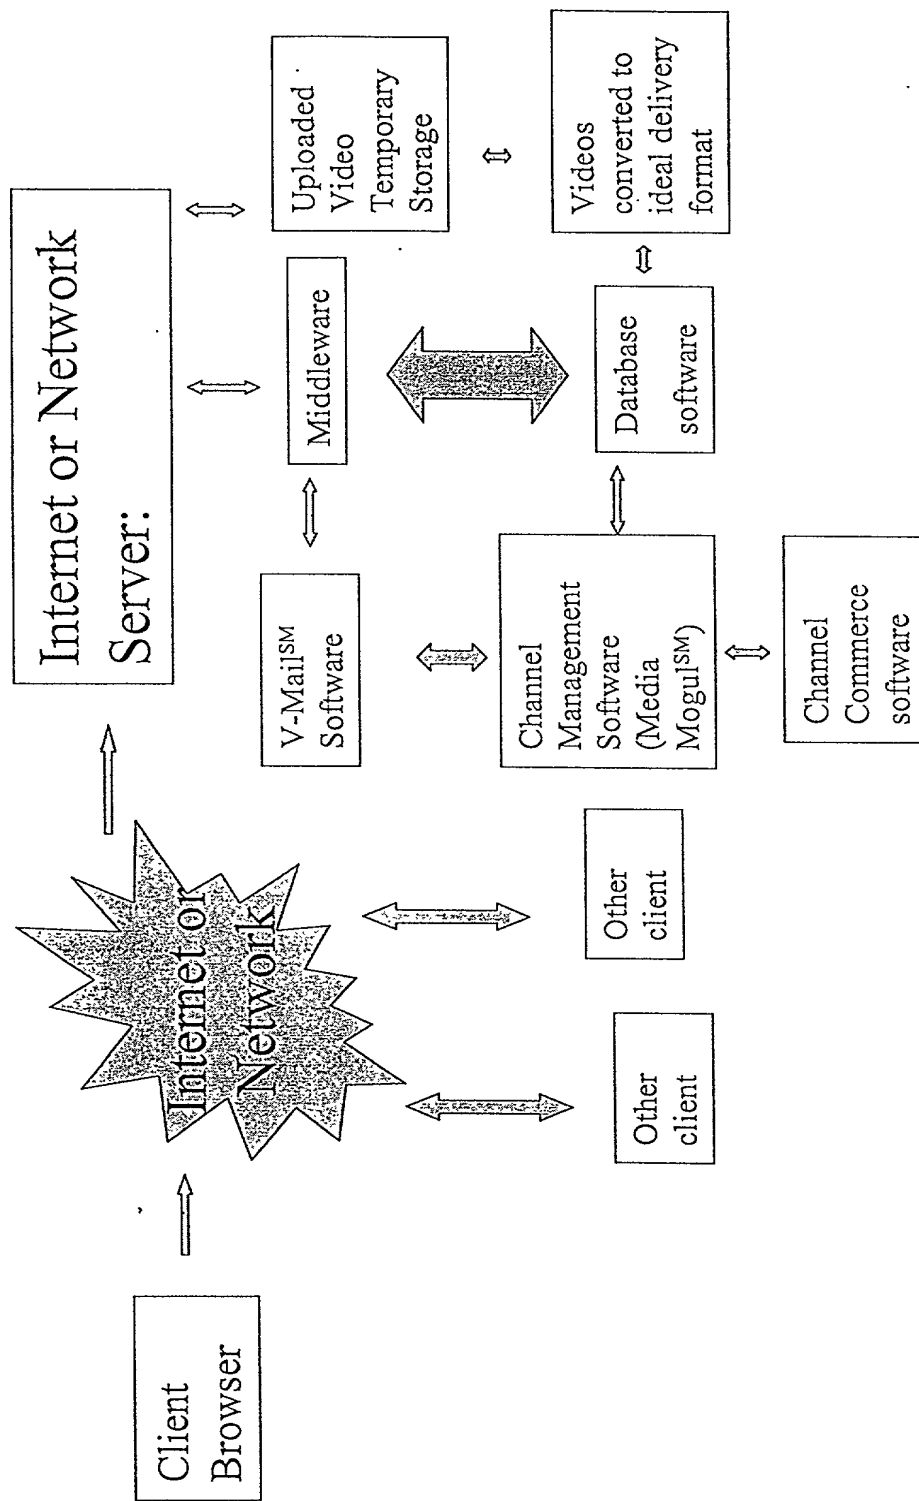 Client
Browser
Internet or
Network
Internet or Network
Server:
Other
client
Other
client
V-Mail℠
Software
Middleware
Uploaded
Video
Temporary
Storage
Channel
Management
Software
(Media
Mogul℠)
Database
software
Videos
converted to
ideal delivery
format
Channel
Commerce
software